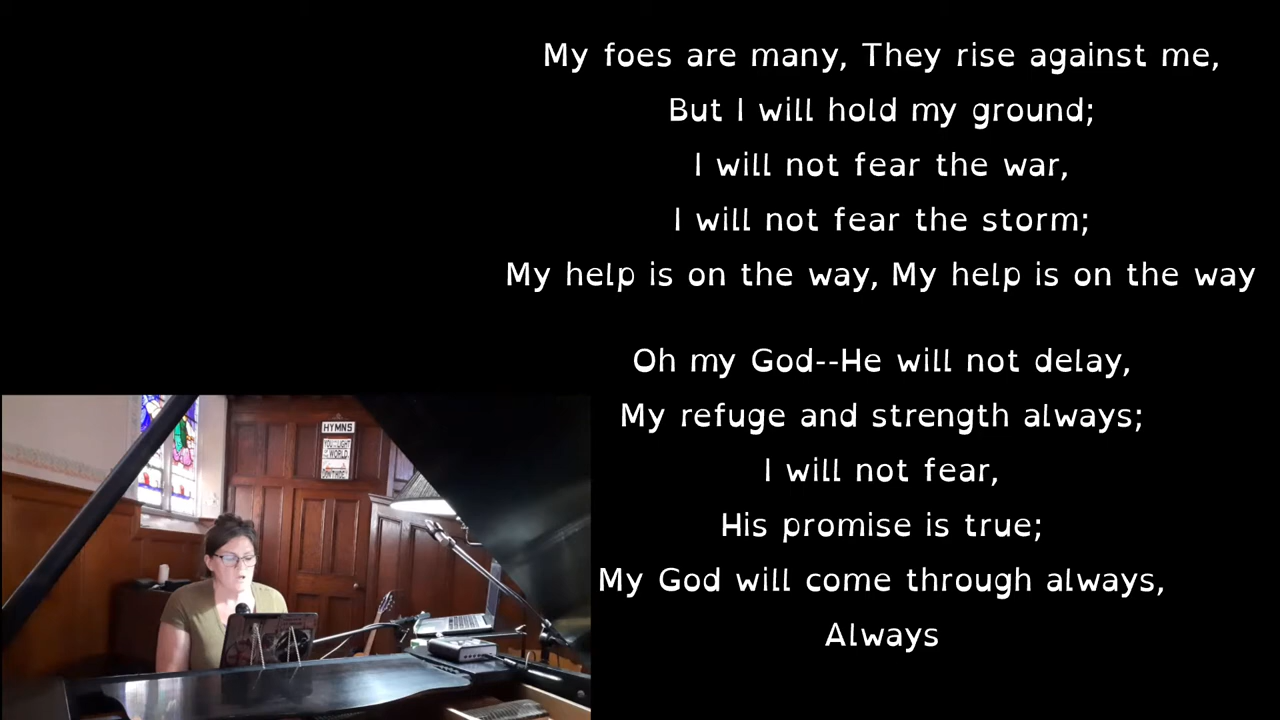 My foes are many, They rise against me,
But I will hold my ground;
I will not fear the war,
I will not fear the storm;
My help is on the way, My help is on the way
Oh my God--He will not delay,
My refuge and strength always;
I will not fear,
His promise is true;
My God will come through always,
Always
HYMNS